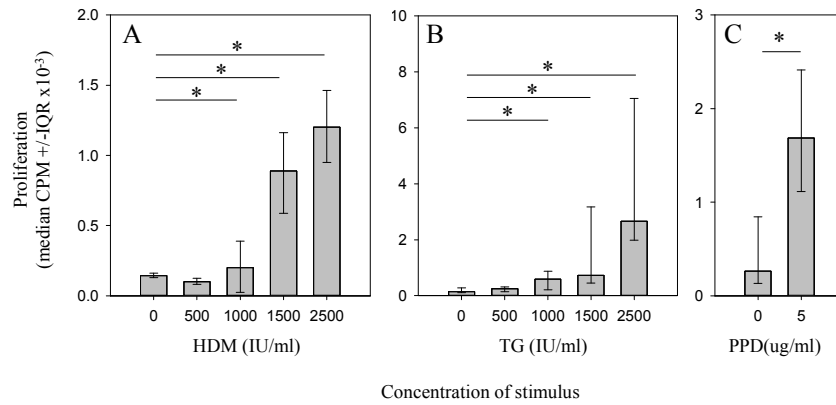 A
B
C
Proliferation
(median CPM +/-IQR x10-3)
2.0
1.5
1.0
0.5
0.0
* * *
0 500 1000 1500 2500
HDM (IU/ml)
10
8
6
4
2
0
* * *
0 500 1000 1500 2500
TG (IU/ml)
3
2
1
0
*
0 5
PPD(ug/ml)
Concentration of stimulus